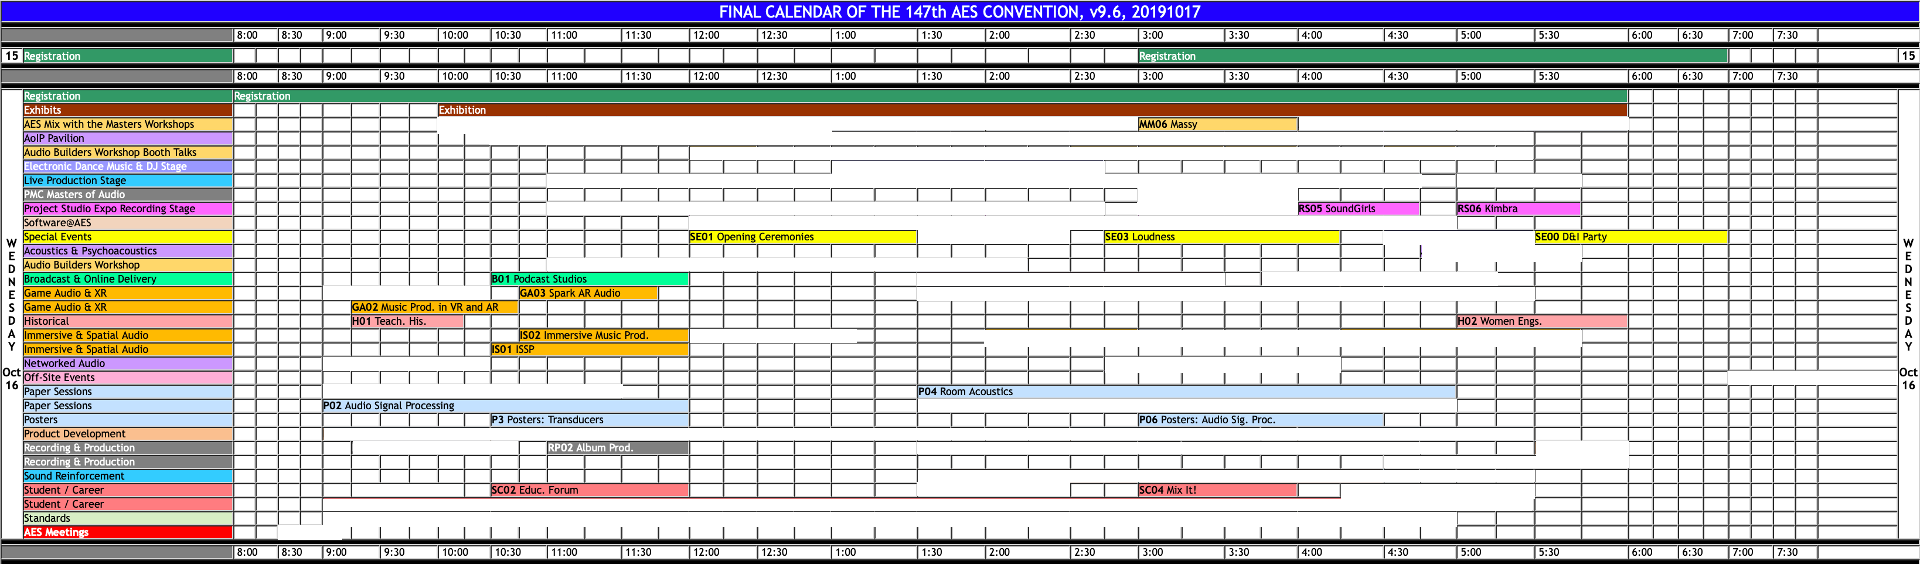 FINAL CALENDAR OF THE 147th AES CONVENTION, v9.6, 20191017
8:00 8:30 9:00 9:30 10:00 10:30 11:00 11:30 12:00 12:30 1:00 1:30 2:00 2:30 3:00 3:30 4:00 4:30 5:00 5:30 6:00 6:30 7:00 7:30
15 Registration Registration 15
8:00 8:30 9:00 9:30 10:00 10:30 11:00 11:30 12:00 12:30 1:00 1:30 2:00 2:30 3:00 3:30 4:00 4:30 5:00 5:30 6:00 6:30 7:00 7:30
WEDNESDAY
Oct
16
Registration Registration
Exhibits Exhibition
AES Mix with the Masters Workshops MM06 Massy
AoIP Pavilion
Audio Builders Workshop Booth Talks
Electronic Dance Music & DJ Stage
Live Production Stage
PMC Masters of Audio
Project Studio Expo Recording Stage RS05 SoundGirls RS06 Kimbra
Software@AES
Special Events SE01 Opening Ceremonies SE03 Loudness SE00 D&I Party
Acoustics & Psychoacoustics
Audio Builders Workshop
Broadcast & Online Delivery B01 Podcast Studios
Game Audio & XR GA03 Spark AR Audio
Game Audio & XR GA02 Music Prod. in VR and AR
Historical H01 Teach. His. H02 Women Engs.
Immersive & Spatial Audio IS02 Immersive Music Prod.
Immersive & Spatial Audio IS01 ISSP
Networked Audio
Off-Site Events
Paper Sessions P04 Room Acoustics
Paper Sessions P02 Audio Signal Processing
Posters P3 Posters: Transducers P06 Posters: Audio Sig. Proc.
Product Development
Recording & Production RP02 Album Prod.
Recording & Production
Sound Reinforcement
Student / Career SC02 Educ. Forum SC04 Mix It!
Student / Career
Standards
AES Meetings
WEDNESDAY
Oct
16
8:00 8:30 9:00 9:30 10:00 10:30 11:00 11:30 12:00 12:30 1:00 1:30 2:00 2:30 3:00 3:30 4:00 4:30 5:00 5:30 6:00 6:30 7:00 7:30